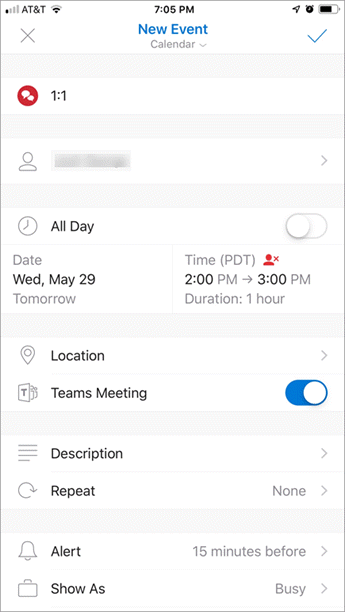 AT&T 7:05 PM
New Event
Calendar
1:1
All Day
Date
Wed, May 29
Tomorrow
Time (PDT)
2:00 PM → 3:00 PM
Duration: 1 hour
Location
T
Teams Meeting
Description
Repeat None
Alert 15 minutes before
Show As Busy